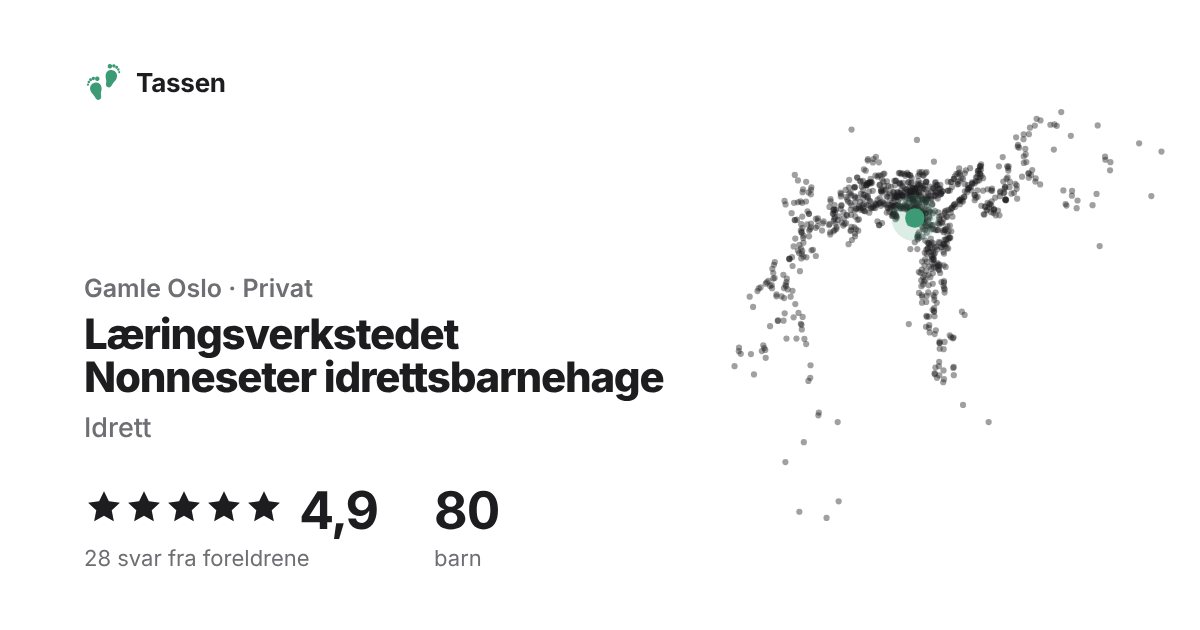 Tassen
Gamle Oslo · Privat
Læringsverkstedet
Nonneseter idrettsbarnehage
Idrett
4,9
28 svar fra foreldrene
80
barn